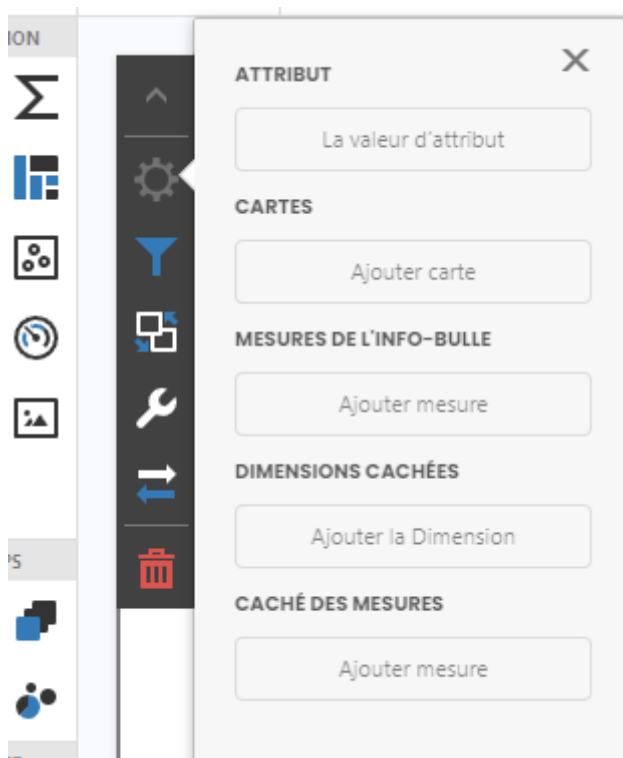 ION
ATTRIBUT
La valeur d'attribut
CARTES
Ajouter carte
MESURES DE L'INFO-BULLE
Ajouter mesure
DIMENSIONS CACHÉES
Ajouter la Dimension
PS
CACHÉ DES MESURES
Ajouter mesure